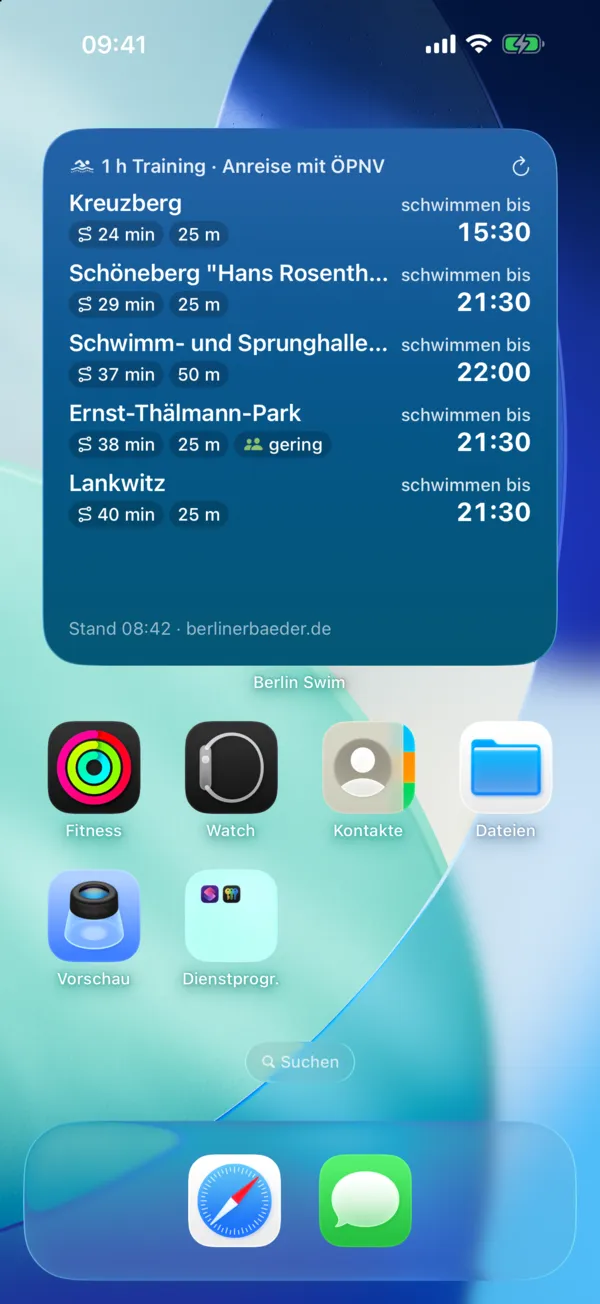 09:41
1 h Training · Anreise mit ÖPNV
Kreuzberg
schwimmen bis
24 min
25 m
15:30
Schöneberg "Hans Rosenth...
schwimmen bis
29 min
25 m
21:30
Schwimm- und Sprunghalle...
schwimmen bis
37 min
50 m
22:00
Ernst-Thälmann-Park
schwimmen bis
38 min
25 m
gering
21:30
Lankwitz
schwimmen bis
40 min
25 m
21:30
Stand 08:42 · berlinerbaeder.de
Berlin Swim
Fitness
Watch
Kontakte
Dateien
Vorschau
Dienstprogr.
Suchen